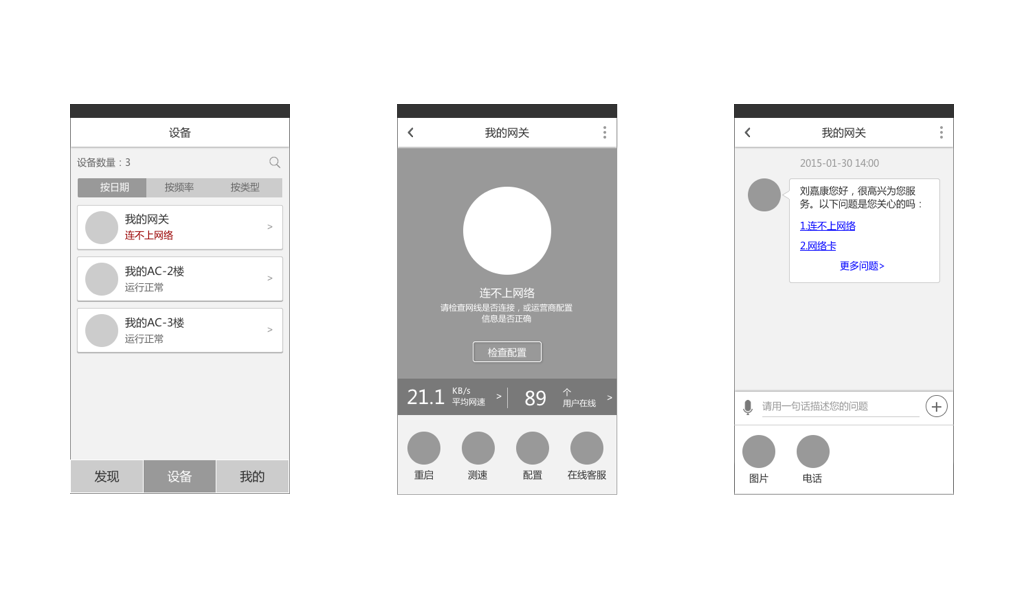 设备
设备数量：3
按日期 按频率 按类型
我的网关
连不上网络
>
我的AC-2楼
运行正常
>
我的AC-3楼
运行正常
>
发现 设备 我的
我的网关
连不上网络
请检查网线是否连接，或运营商配置
信息是否正确
检查配置
21.1 KB/s
平均网速 >
89 个
用户在线 >
重启 测速 配置 在线客服
我的网关
2015-01-30 14:00
刘嘉康您好，很高兴为您服
务。以下问题是您关心的吗：
1.连不上网络
2.网络卡
更多问题>
请用一句话描述您的问题
图片 电话